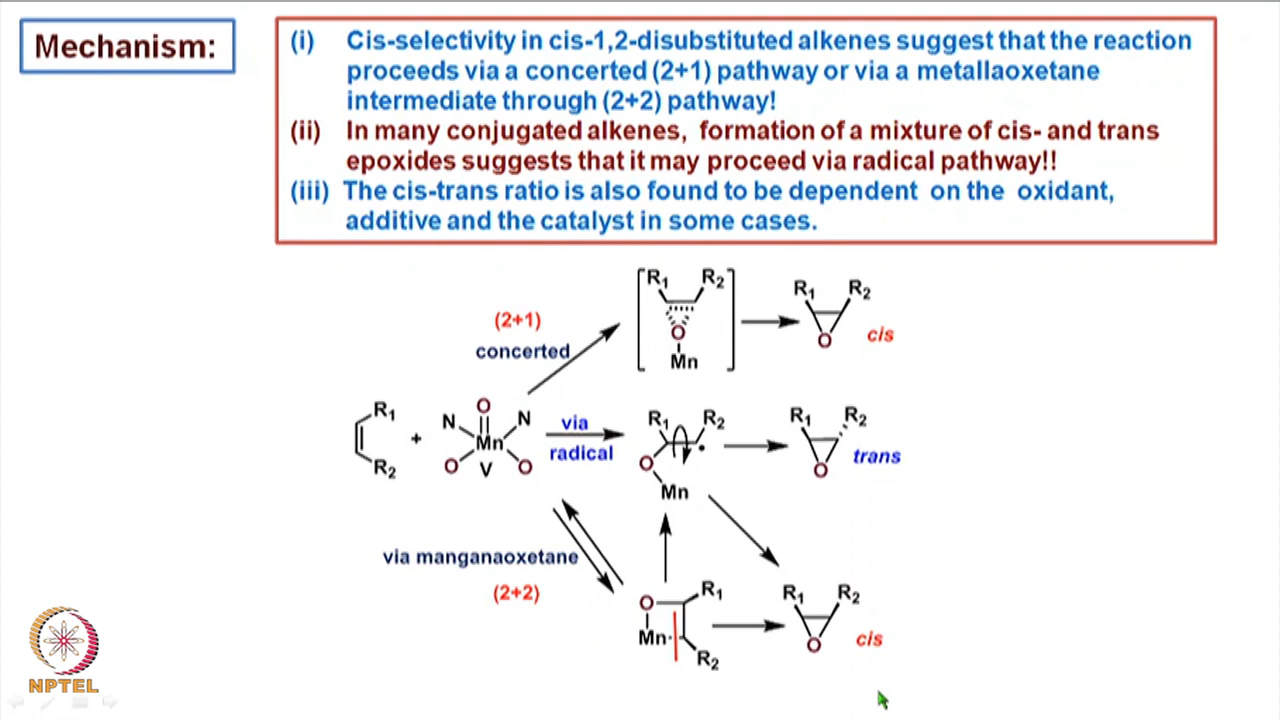 Mechanism:
(i) Cis-selectivity in cis-1,2-disubstituted alkenes suggest that the reaction
proceeds via a concerted (2+1) pathway or via a metallaoxetane
intermediate through (2+2) pathway!
(ii) In many conjugated alkenes, formation of a mixture of cis- and trans
epoxides suggests that it may proceed via radical pathway!!
(iii) The cis-trans ratio is also found to be dependent on the oxidant,
additive and the catalyst in some cases.
R1 R2
R1 R2
(2+1)
O
O
cis
concerted
Mn
R1
O
N N
via
R1 R2
R1 R2
+
Mn
radical
R2
O V O
O
O
trans
Mn
via manganaoxetane
(2+2)
O R1
R1 R2
Mn
O
cis
R2
NPTEL